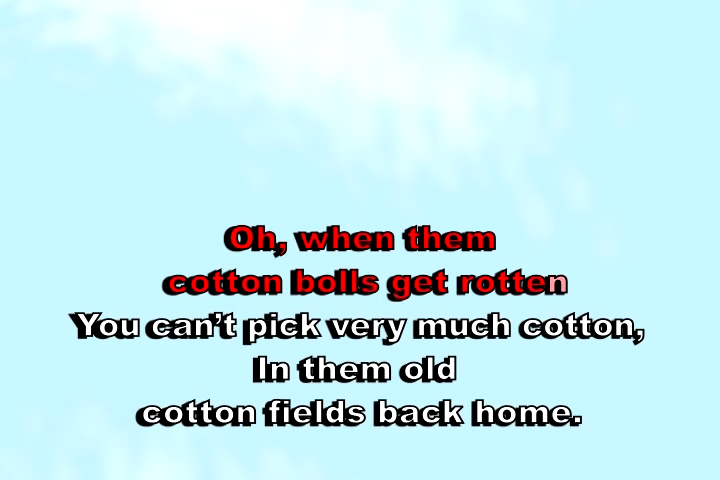 Oh, when them
cotton bolls get rotten
You can’t pick very much cotton,
In them old
cotton fields back home.